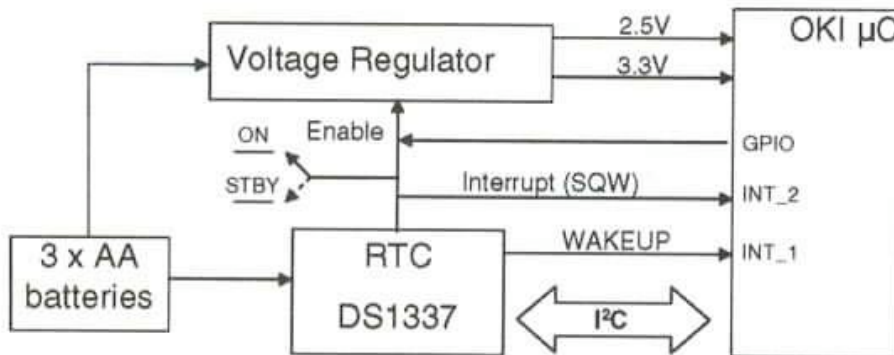 2.5V
OKI µC
Voltage Regulator
3.3V
ON
Enable
GPIO
STBY
Interrupt (SQW)
INT_2
3 x AA
batteries
RTC
DS1337
WAKEUP
INT_1
I²C